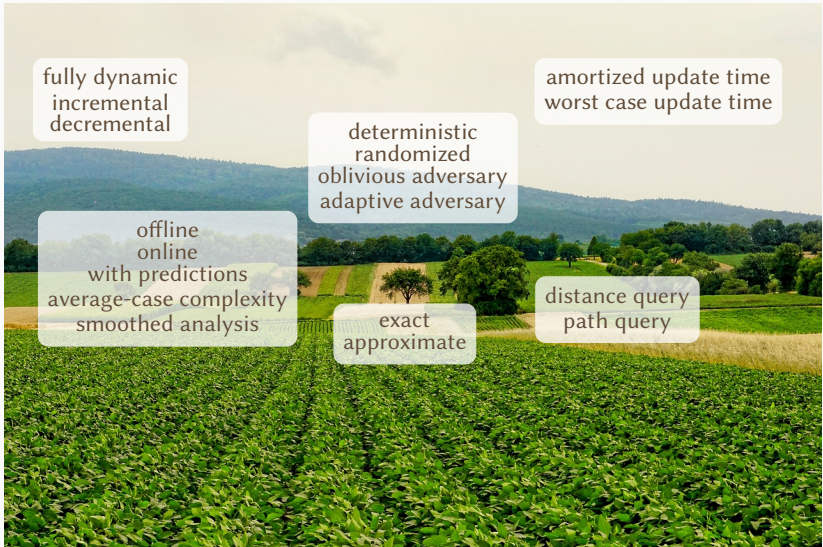 fully dynamic
incremental
decremental
amortized update time
worst case update time
deterministic
randomized
oblivious adversary
adaptive adversary
offline
online
with predictions
average-case complexity
smoothed analysis
distance query
path query
exact
approximate